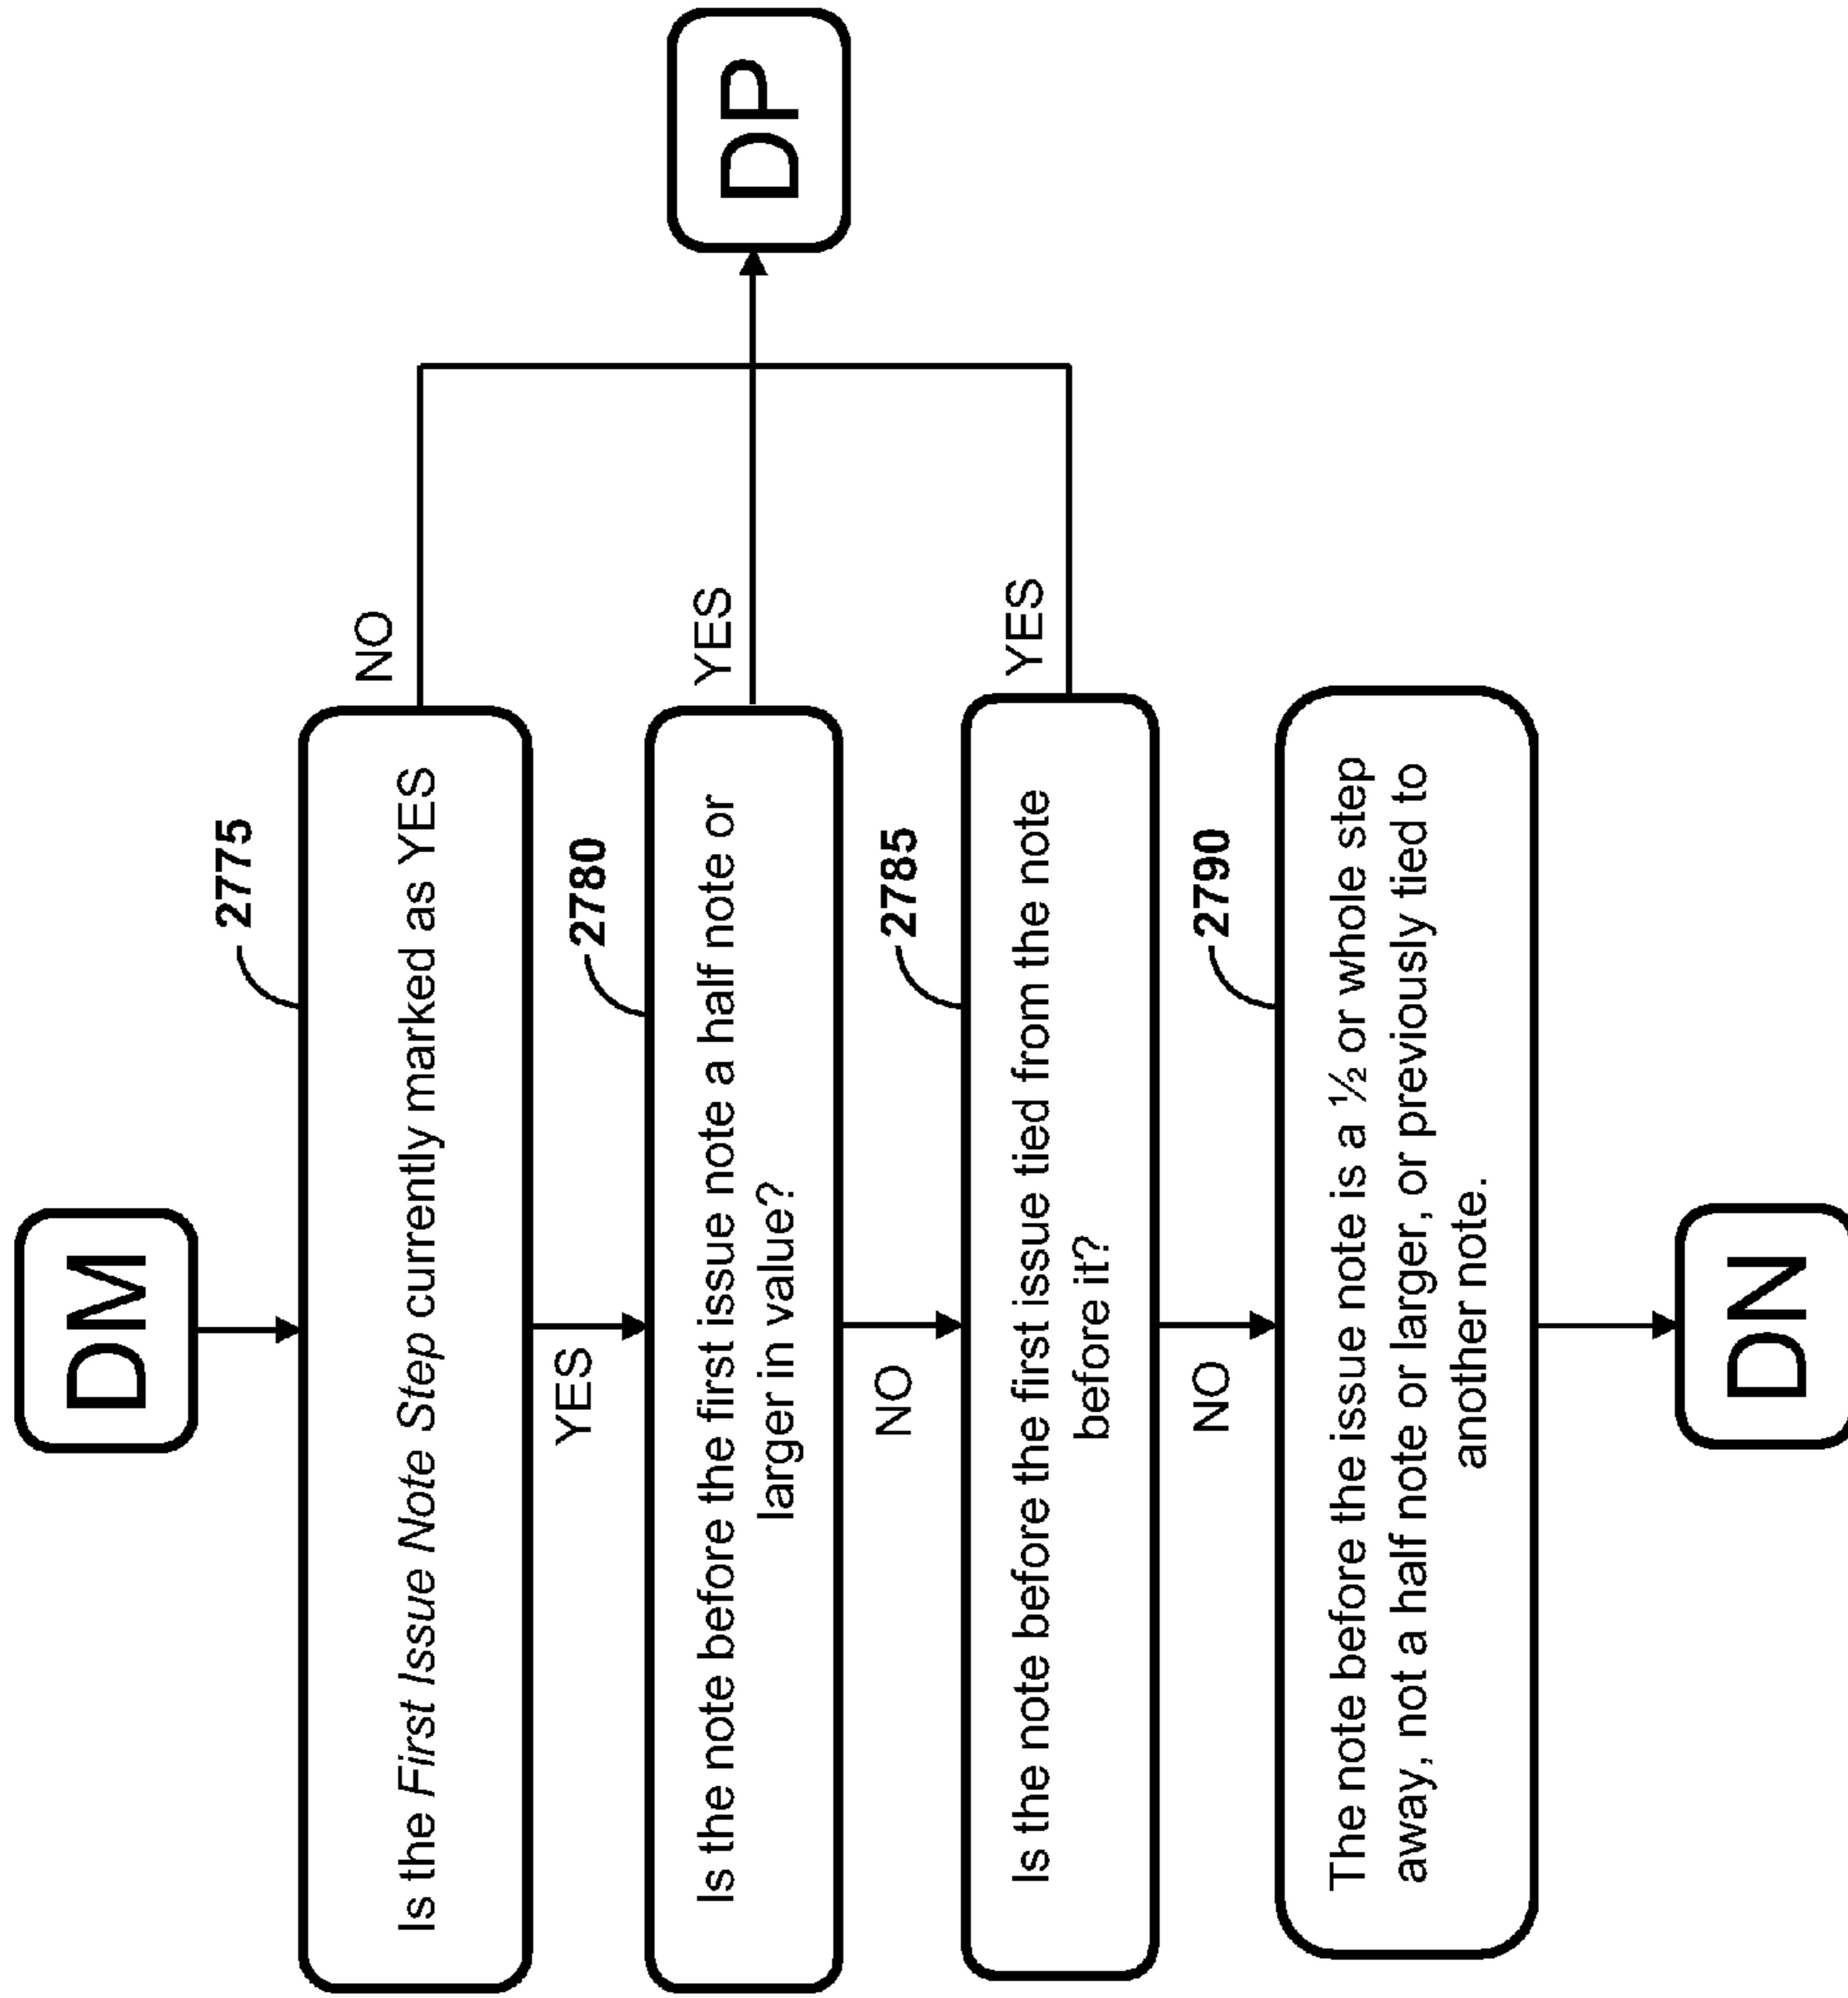 DM
2775
Is the First Issue Note Step currently marked as YES
NO
YES
2780
Is the note before the first issue note a half note or
larger in value?
YES
DP
NO
2785
Is the note before the first issue tied from the note
before it?
YES
NO
2790
The note before the issue note is a ½ or whole step
away, not a half note or larger, or previously tied to
another note.
DN